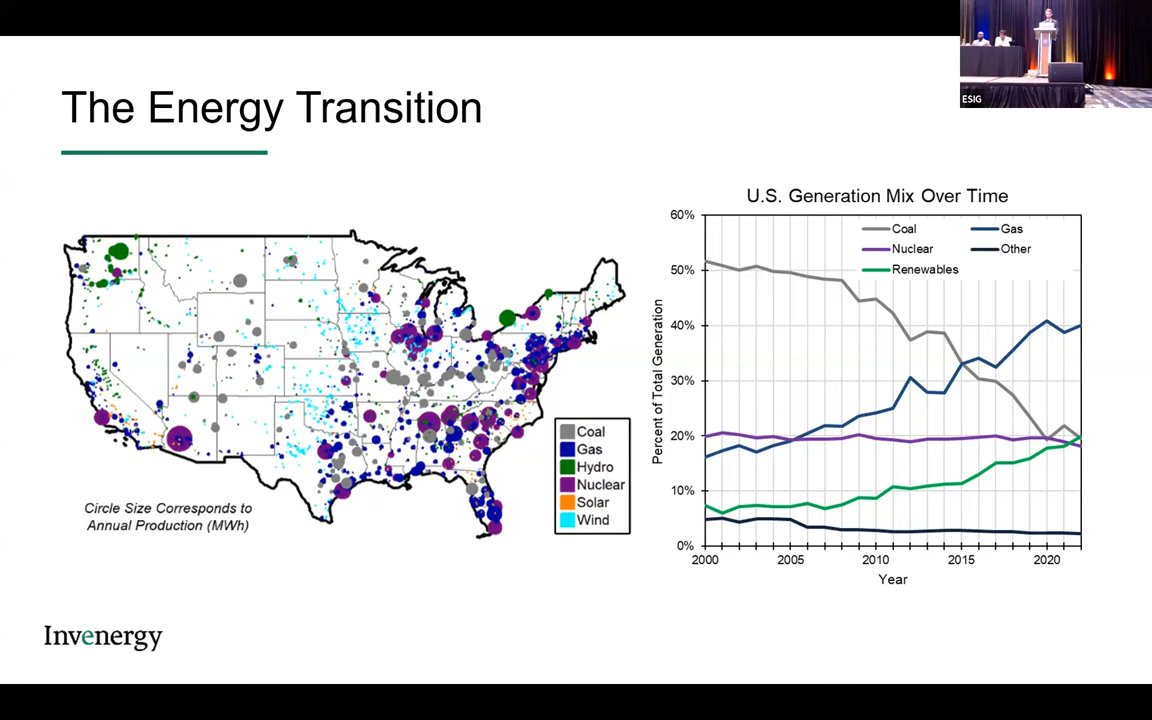 ESIG
The Energy Transition
Coal
Gas
Hydro
Nuclear
Solar
Wind
Circle Size Corresponds to
Annual Production (MWh)
U.S. Generation Mix Over Time
Coal
Gas
Nuclear
Other
Renewables
Percent of Total Generation
60%
50%
40%
30%
20%
10%
0%
2000 2005 2010 2015 2020
Year
Invenergy